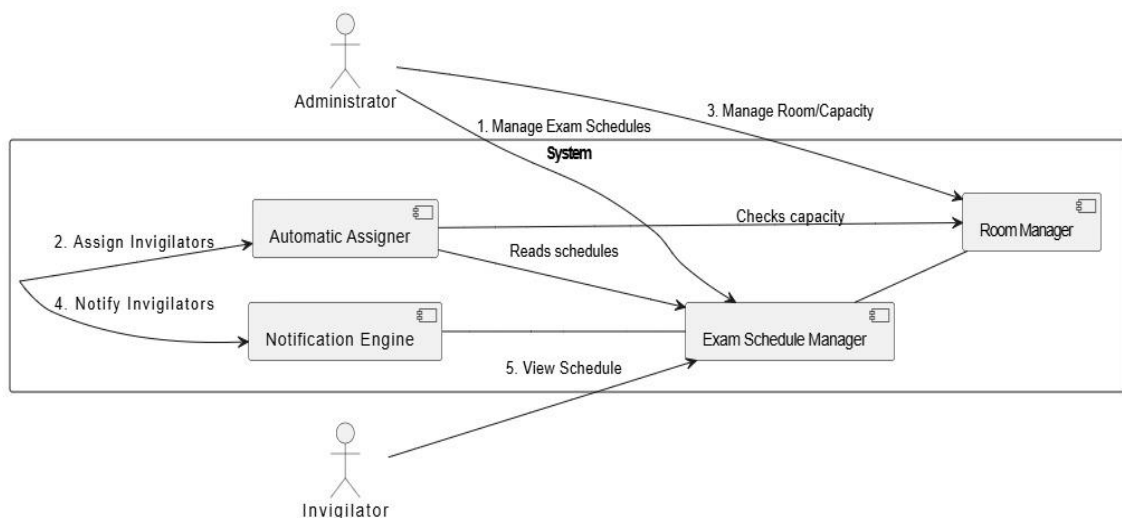 Administrator
3. Manage Room/Capacity
1. Manage Exam Schedules
System
Checks capacity
Room Manager
Automatic Assigner
2. Assign Invigilators
Reads schedules
4. Notify Invigilators
Notification Engine
Exam Schedule Manager
5. View Schedule
Invigilator